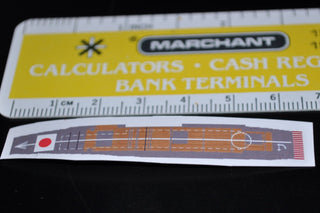 INCH
MARCHANT
CALCULATORS • CASH REG
BANK TERMINALS
1 CM 2 3 4 5 6 7